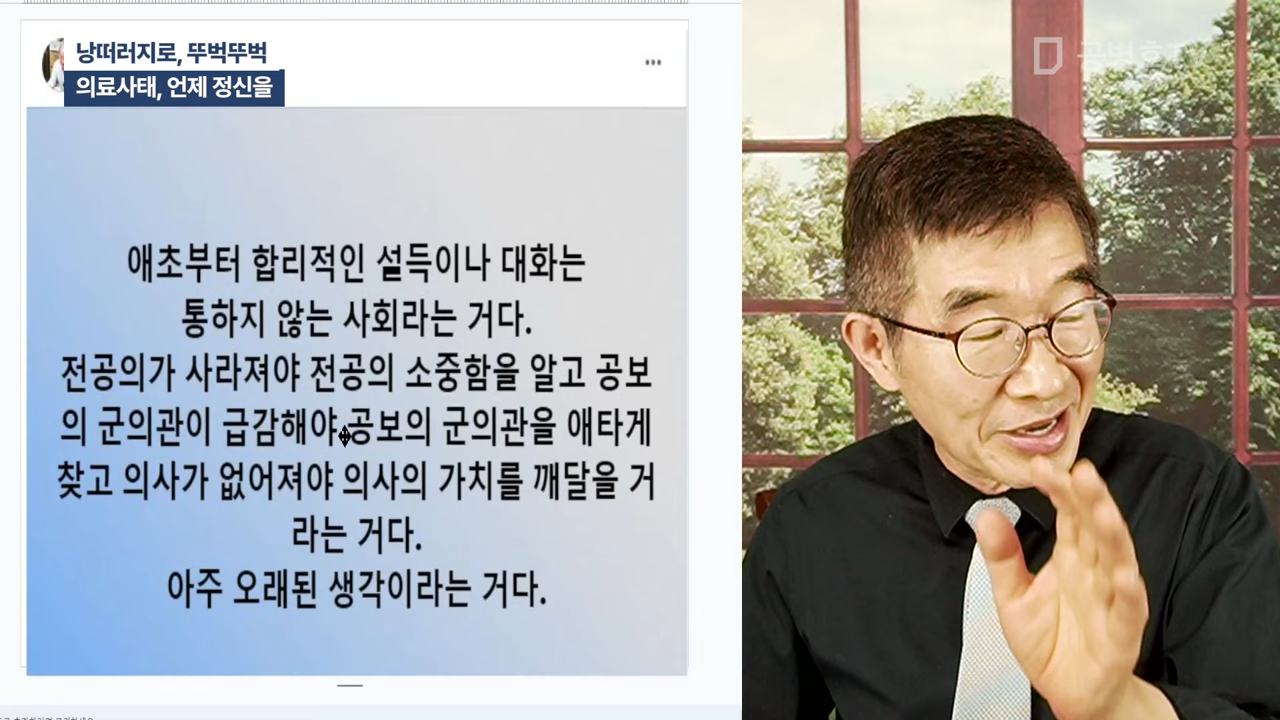 낭떠러지로, 뚜벅뚜벅
의료사태, 언제 정신을
공병호TV
애초부터 합리적인 설득이나 대화는
통하지 않는 사회라는 거다.
전공의가 사라져야 전공의 소중함을 알고 공보
의 군의관이 급감해야 공보의 군의관을 애타게
찾고 의사가 없어져야 의사의 가치를 깨달을 거
라는 거다.
아주 오래된 생각이라는 거다.